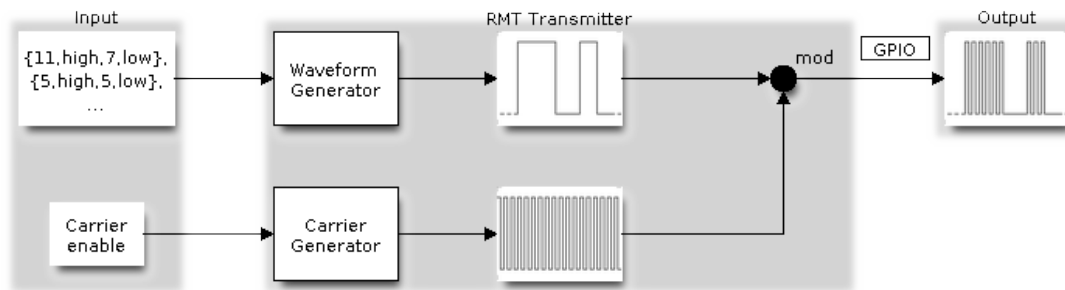 Input
RMT Transmitter
Output
{11,high,7,low},
{5,high,5,low},
...
Waveform
Generator
mod
GPIO
Carrier
enable
Carrier
Generator